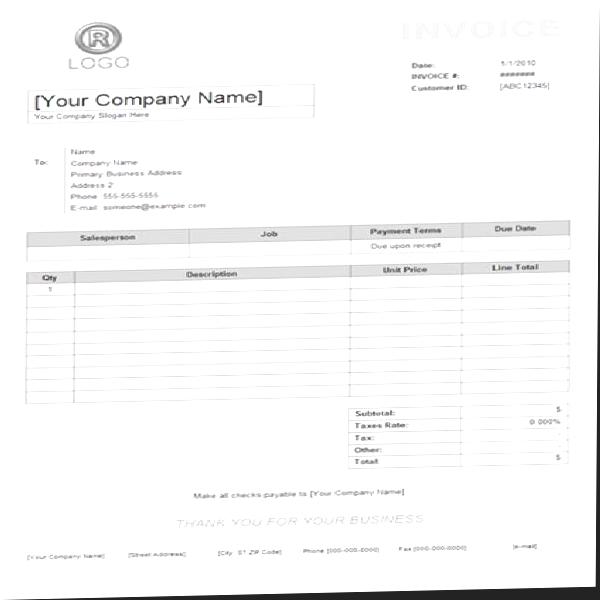 INVOICE
®
LOGO
Date: 1/1/2010
INVOICE #: #######
Customer ID: [ABC12345]
[Your Company Name]
Your Company Slogan Here
To:
Name
Company Name
Primary Business Address
Address 2
Phone 555-555-5555
E-mail someone@example.com
Salesperson Job Payment Terms Due Date
Due upon receipt
Qty Description Unit Price Line Total
1
Subtotal: $
Taxes Rate: 0.000%
Tax: -
Other:
Total: $
Make all checks payable to [Your Company Name]
THANK YOU FOR YOUR BUSINESS
[Your Company Name] [Street Address] [City, ST ZIP Code] Phone [000-000-0000] Fax [000-000-0000] [e-mail]